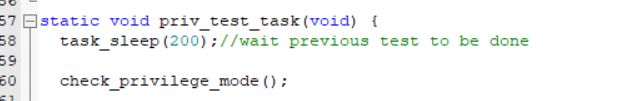 57 static void priv_test_task(void) {
58 task_sleep(200);//wait previous test to be done
59
60 check_privilege_mode();